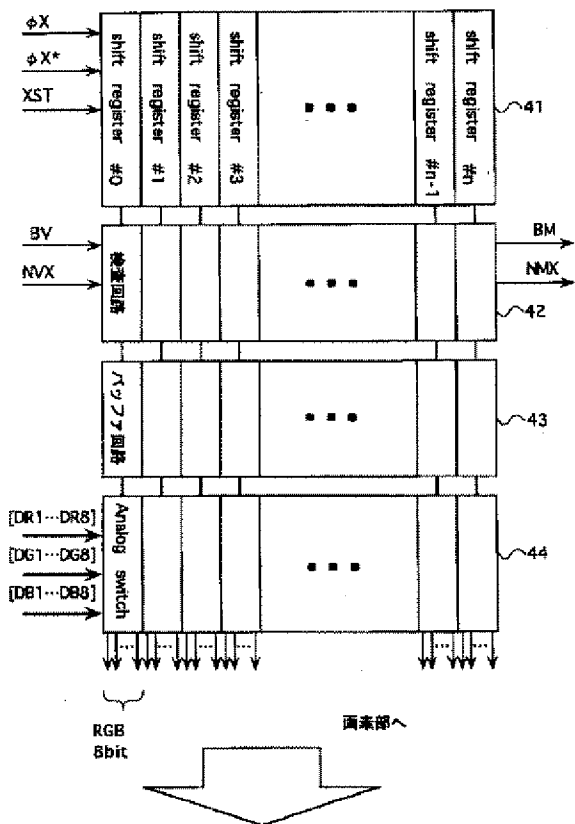 φX
φX*
XST
shift register #0
shift register #1
shift register #2
shift register #3
shift register #n-1
shift register #n
41
BV
NVX
検査回路
BM
NMX
42
バッファ回路
43
[DR1…DR8]
[DG1…DG8]
[DB1…DB8]
Analog switch
44
RGB
8bit
画素部へ